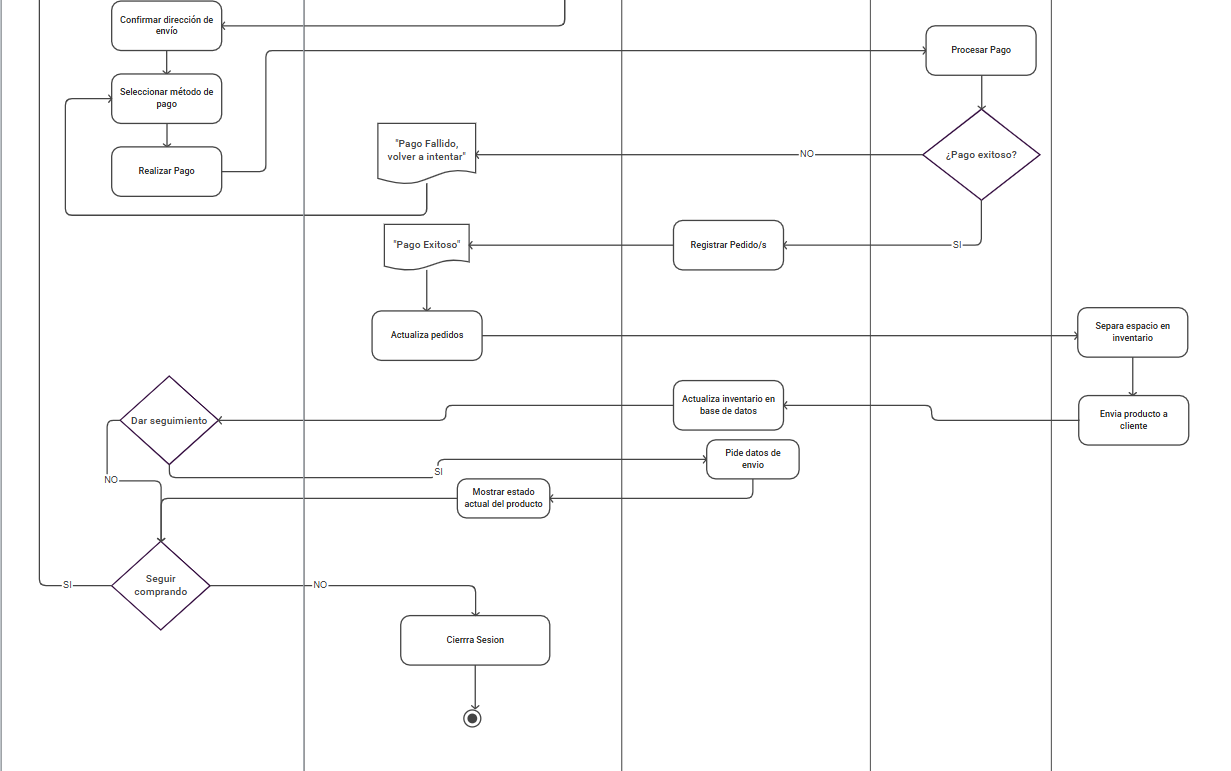 Confirmar dirección de
envío
Procesar Pago
Seleccionar método de
pago
"Pago Fallido,
volver a intentar"
NO
¿Pago exitoso?
Realizar Pago
"Pago Exitoso"
Registrar Pedido/s
SI
Actualiza pedidos
Separa espacio en
inventario
Actualiza inventario en
base de datos
Envia producto a
cliente
Dar seguimiento
Pide datos de
envio
SI
NO
Mostrar estado
actual del producto
Seguir
comprando
SI
NO
Cierrra Sesion